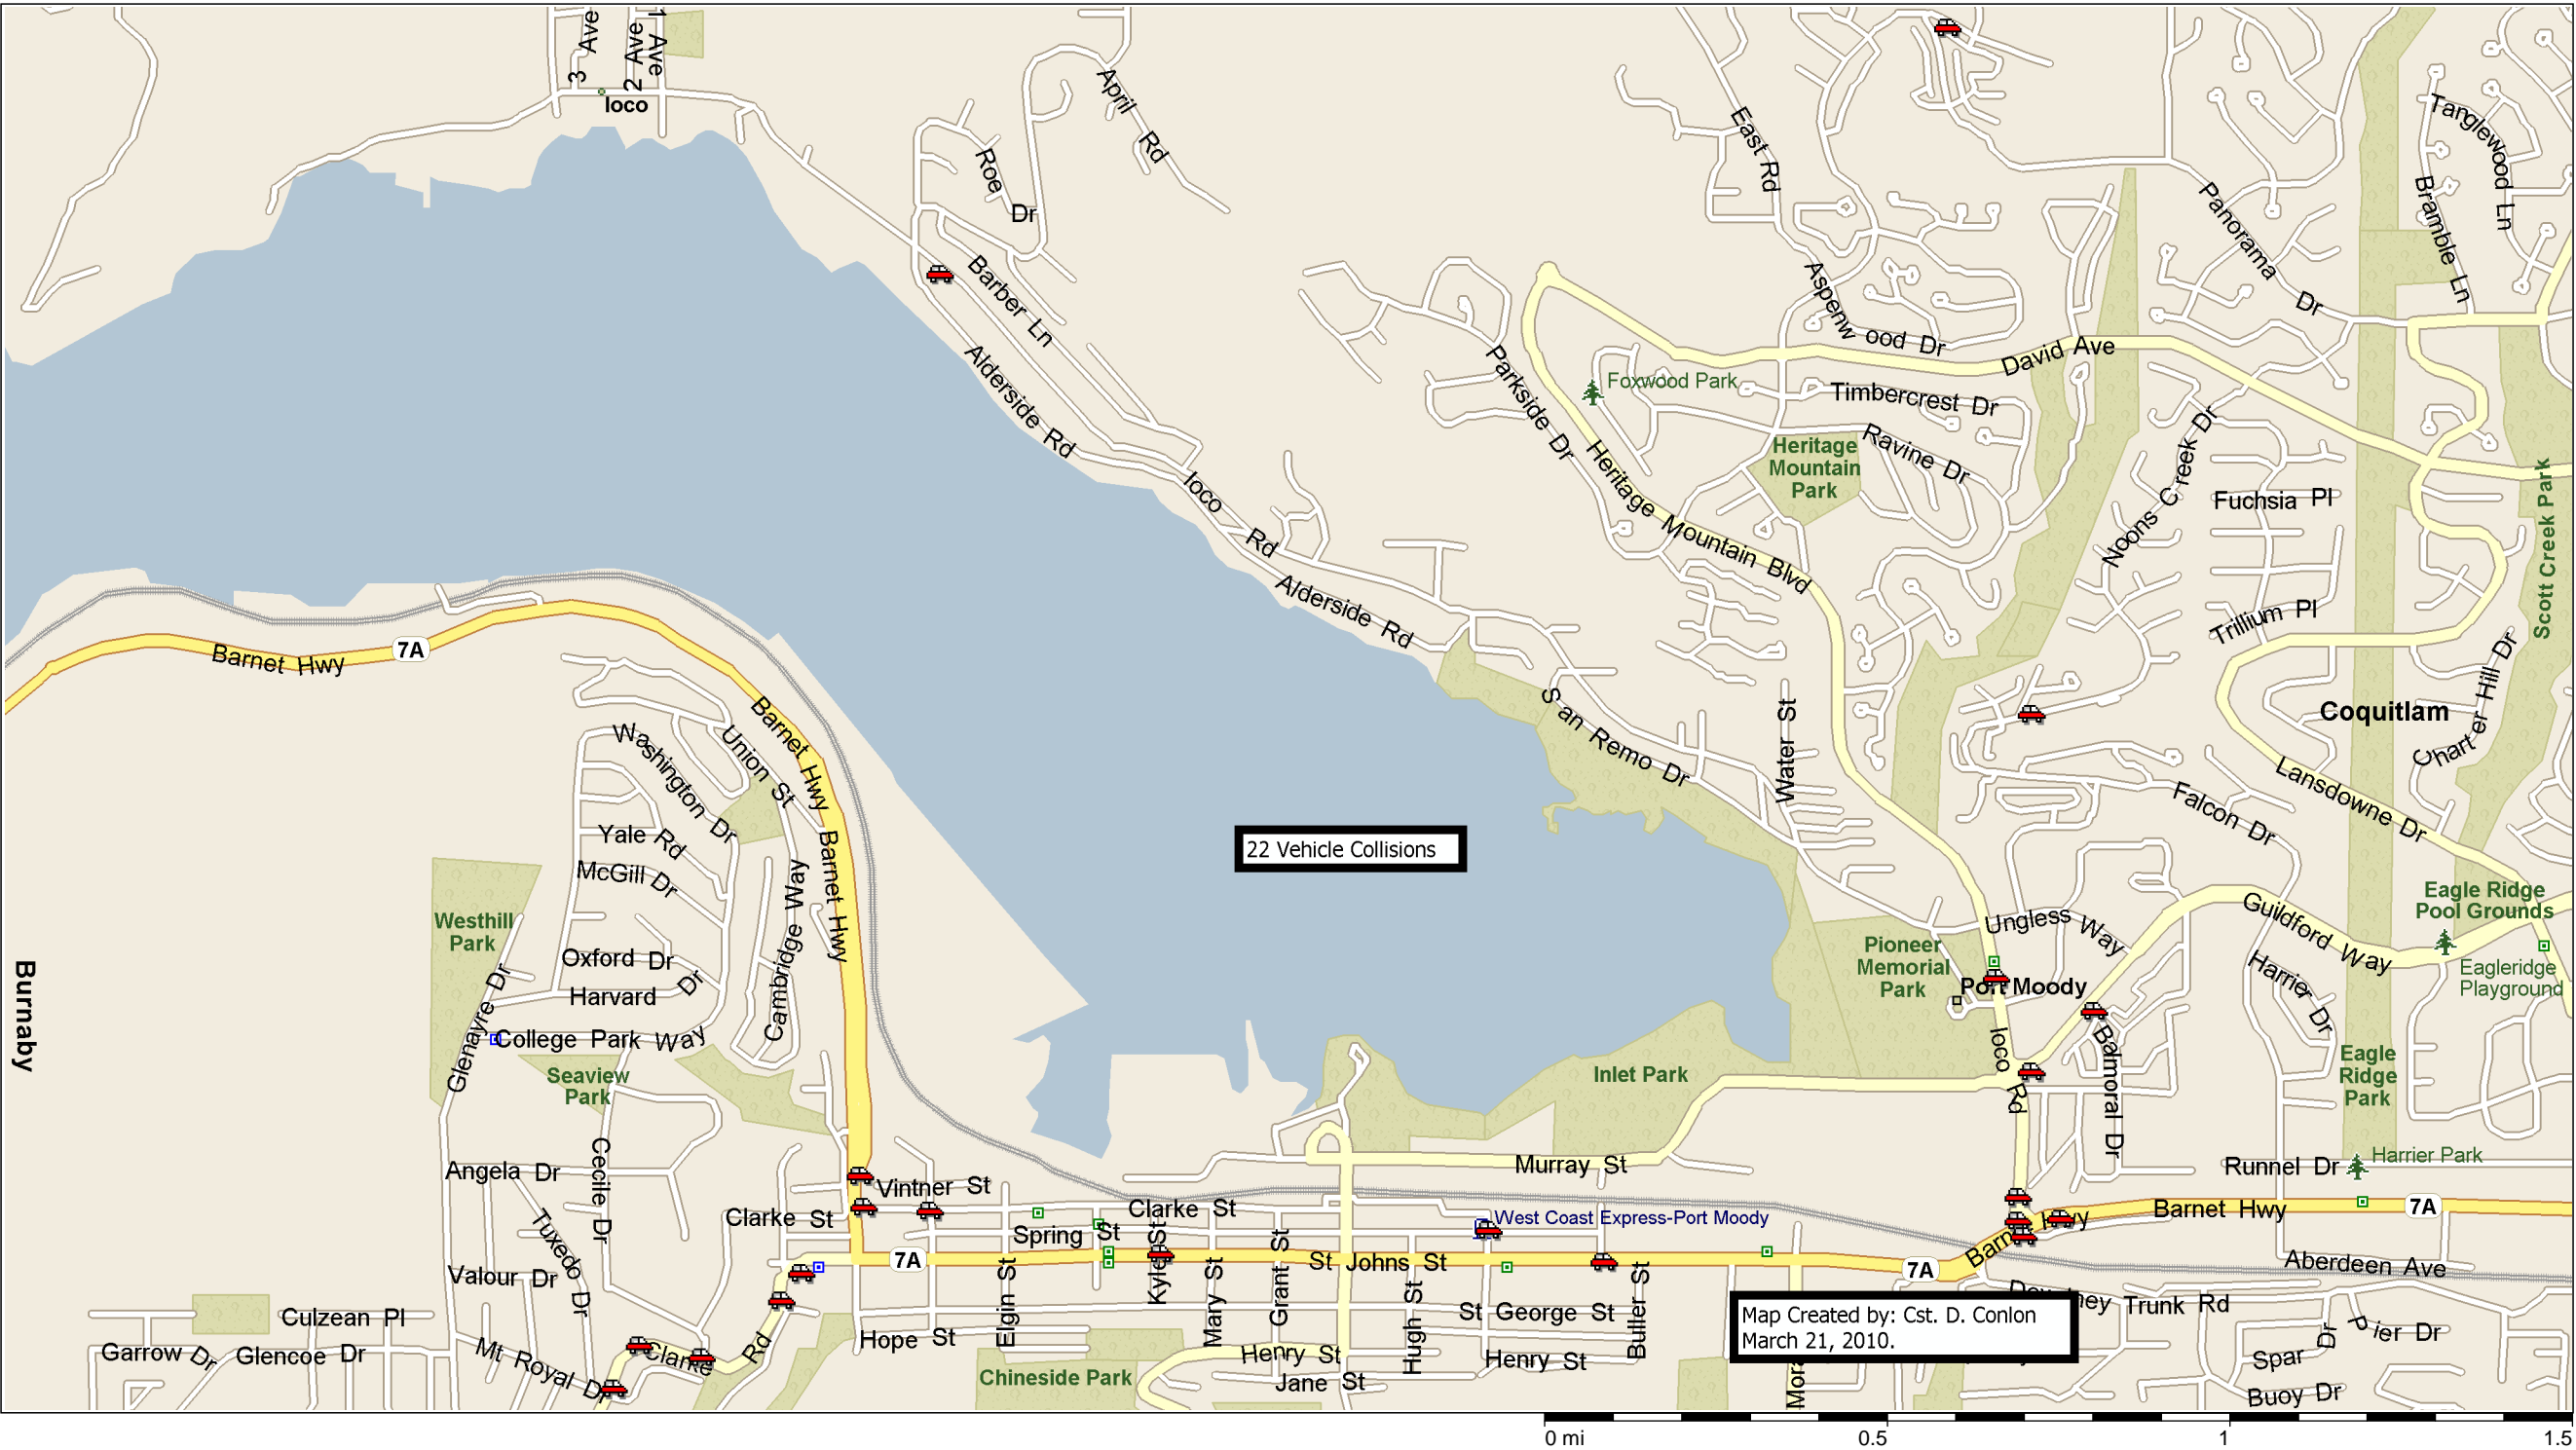 3 Ave
2 Ave
1 Ave
Ioco
April Rd
Roe Dr
East Rd
Tanglewood Ln
Bramble Ln
Panorama Dr
Barber Ln
Aspenwood Dr
David Ave
Alderside Rd
Parkside Dr
Foxwood Park
Timbercrest Dr
Ravine Dr
Heritage
Mountain
Park
Noons Creek Dr
Fuchsia Pl
Scott Creek Park
Ioco Rd
Heritage Mountain Blvd
Alderside Rd
Trillium Pl
Barnet Hwy
7A
Charter Hill Dr
Coquitlam
San Remo Dr
Water St
Barnet Hwy
Washington Dr
Union St
Lansdowne Dr
Falcon Dr
Yale Rd
22 Vehicle Collisions
McGill Dr
Barnet Hwy
Cambridge Way
Westhill
Park
Eagle Ridge
Pool Grounds
Guildford Way
Ungless Way
Pioneer
Memorial
Park
Oxford Dr
Harvard Dr
Burnaby
Glenayre Dr
Port Moody
Harrier Dr
Eagleridge
Playground
College Park Way
Ioco Rd
Balmoral Dr
Seaview
Park
Inlet Park
Eagle
Ridge
Park
Angela Dr
Cecile Dr
Murray St
Runnel Dr
Harrier Park
Vintner St
Clarke St
Clarke St
Spring St
West Coast Express-Port Moody
Barnet Hwy
7A
Tuxedo Dr
7A
St Johns St
7A
Barn
Hwy
Aberdeen Ave
Valour Dr
Elgin St
Kyle St
Mary St
Grant St
Hugh St
Buller St
Culzean Pl
St George St
Map Created by: Cst. D. Conlon
March 21, 2010.
Trunk Rd
Pier Dr
Garrow Dr
Glencoe Dr
Mt Royal Dr
Clarke Rd
Hope St
Henry St
Henry St
Spar Dr
Chineside Park
Jane St
Buoy Dr
0 mi
0.5
1
1.5